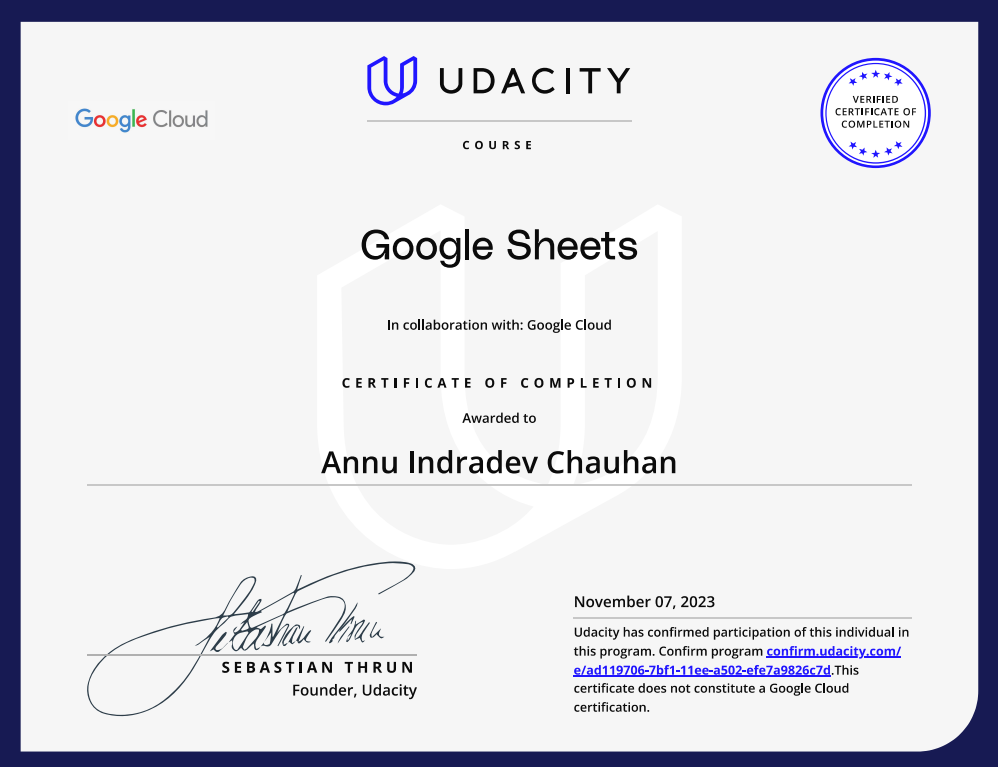 UDACITY
Google Cloud
VERIFIED
CERTIFICATE OF
COMPLETION
COURSE
Google Sheets
In collaboration with: Google Cloud
CERTIFICATE OF COMPLETION
Awarded to
Annu Indradev Chauhan
Sebastian Thrun
SEBASTIAN THRUN
Founder, Udacity
November 07, 2023
Udacity has confirmed participation of this individual in
this program. Confirm program confirm.udacity.com/
e/ad119706-7bf1-11ee-a502-efe7a9826c7d.This
certificate does not constitute a Google Cloud
certification.